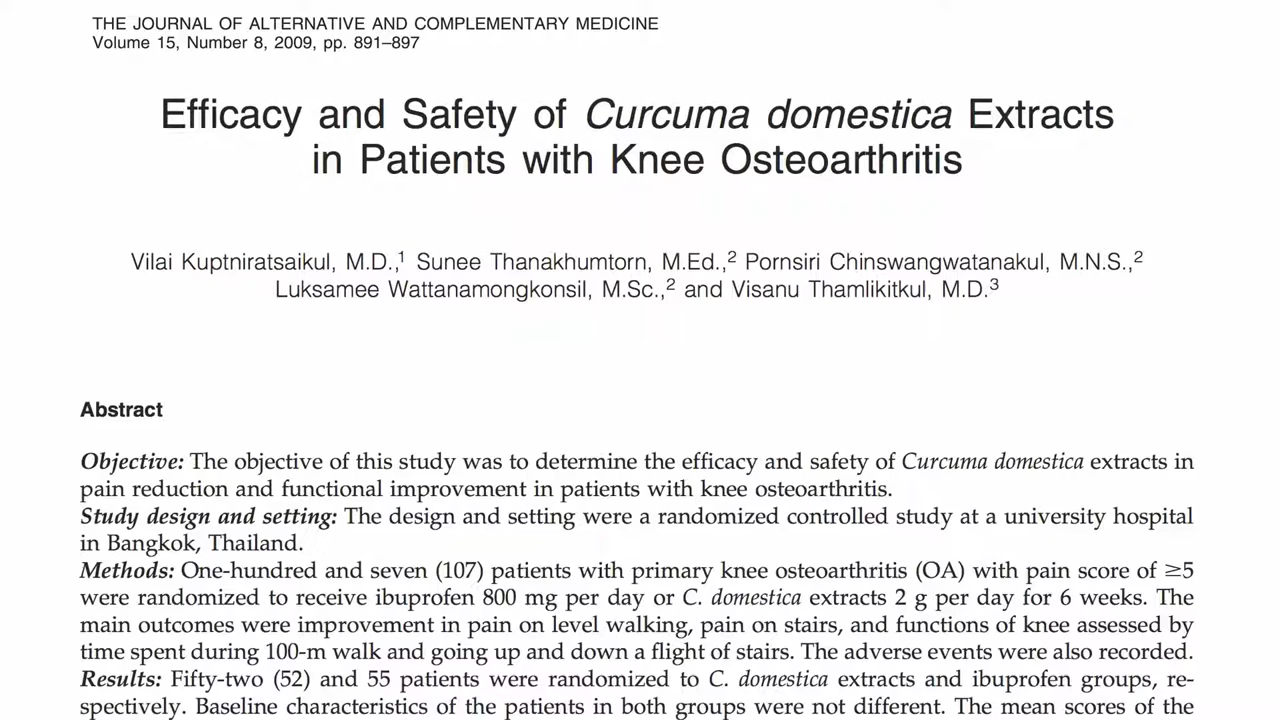 THE JOURNAL OF ALTERNATIVE AND COMPLEMENTARY MEDICINE
Volume 15, Number 8, 2009, pp. 891–897
Efficacy and Safety of Curcuma domestica Extracts
in Patients with Knee Osteoarthritis
Vilai Kuptniratsaikul, M.D.,1 Sunee Thanakhumtorn, M.Ed.,2 Pornsiri Chinswangwatanakul, M.N.S.,2
Luksamee Wattanamongkonsil, M.Sc.,2 and Visanu Thamlikitkul, M.D.3
Abstract
Objective: The objective of this study was to determine the efficacy and safety of Curcuma domestica extracts in
pain reduction and functional improvement in patients with knee osteoarthritis.
Study design and setting: The design and setting were a randomized controlled study at a university hospital
in Bangkok, Thailand.
Methods: One-hundred and seven (107) patients with primary knee osteoarthritis (OA) with pain score of ≥5
were randomized to receive ibuprofen 800 mg per day or C. domestica extracts 2 g per day for 6 weeks. The
main outcomes were improvement in pain on level walking, pain on stairs, and functions of knee assessed by
time spent during 100-m walk and going up and down a flight of stairs. The adverse events were also recorded.
Results: Fifty-two (52) and 55 patients were randomized to C. domestica extracts and ibuprofen groups, re-
spectively. Baseline characteristics of the patients in both groups were not different. The mean scores of the